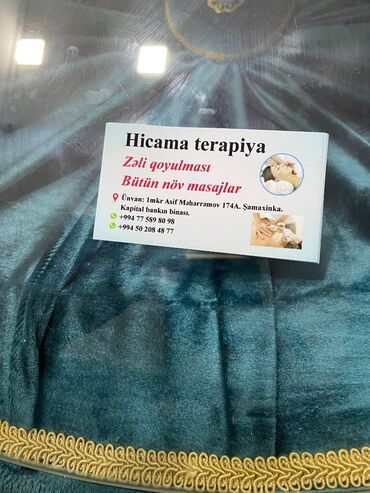 Hicama terapiya
Zəli qoyulması
Bütün növ masajlar
Ünvan: 1mkr Asif Məhərrəmov 174A. Şamaxinka.
Kapital bankın binası.
+994 77 589 80 98
+994 50 208 48 77